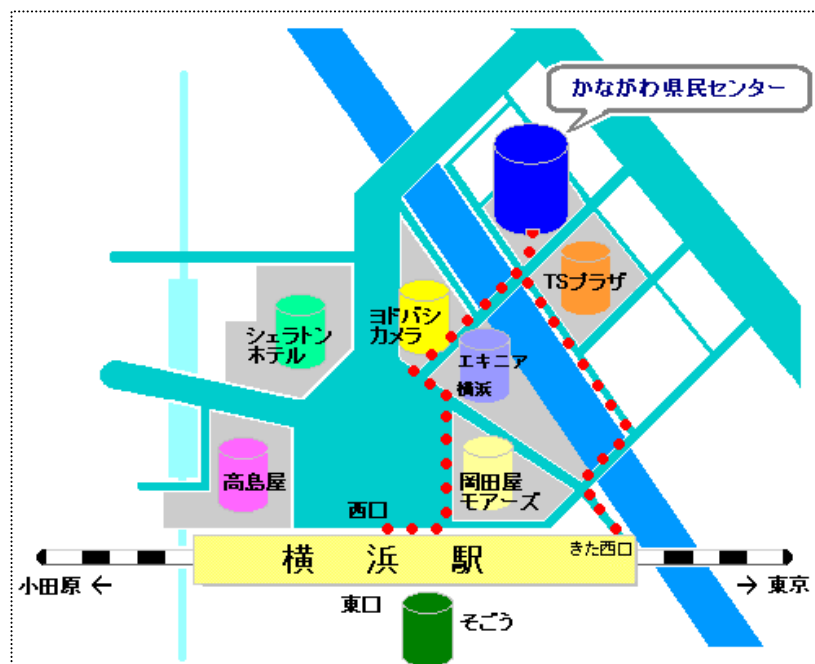 かながわ県民センター
TSプラザ
ヨドバシ
カメラ
シェラトン
ホテル
エキニア
横浜
高島屋
岡田屋
モアーズ
西口
きた西口
横浜駅
小田原 ←
→ 東京
東口
そごう